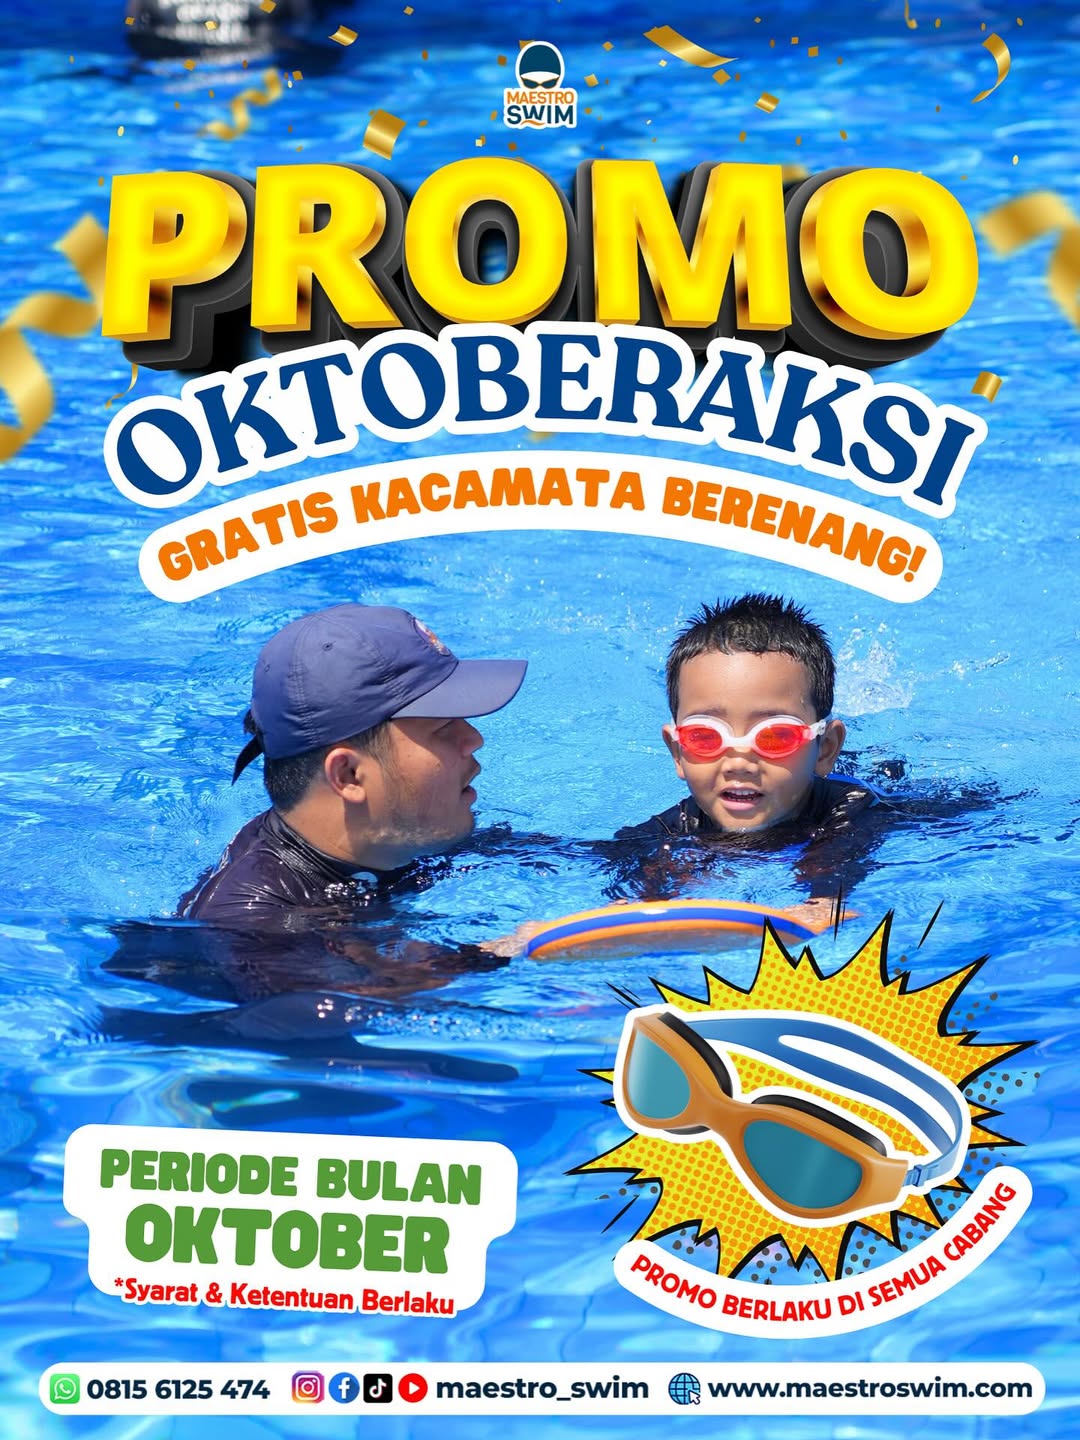 MAESTRO
SWIM
PROMO
OKTOBERAKSI
GRATIS KACAMATA BERENANG!
PERIODE BULAN
OKTOBER
*Syarat & Ketentuan Berlaku
PROMO BERLAKU DI SEMUA CABANG
0815 6125 474 maestro_swim www.maestroswim.com